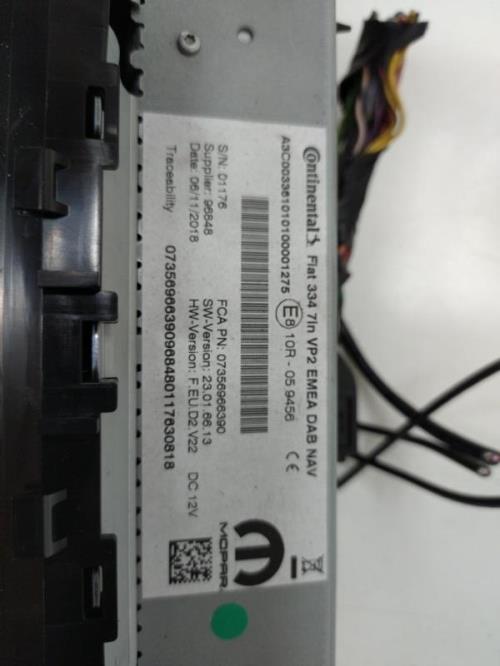 Continental Fiat 334 7in VP2 EMEA DAB NAV
A3C003361010100001275 E8 10R - 05 9456 CE
S/N: 01176
Supplier: 96848
Date: 06/11/2018
FCA PN: 07356966390
SW-Version: 23.01.66.13
HW-Version: F.EU.D2.V22 DC 12V
Traceability 0735696639096848011763081​8
MOPAR